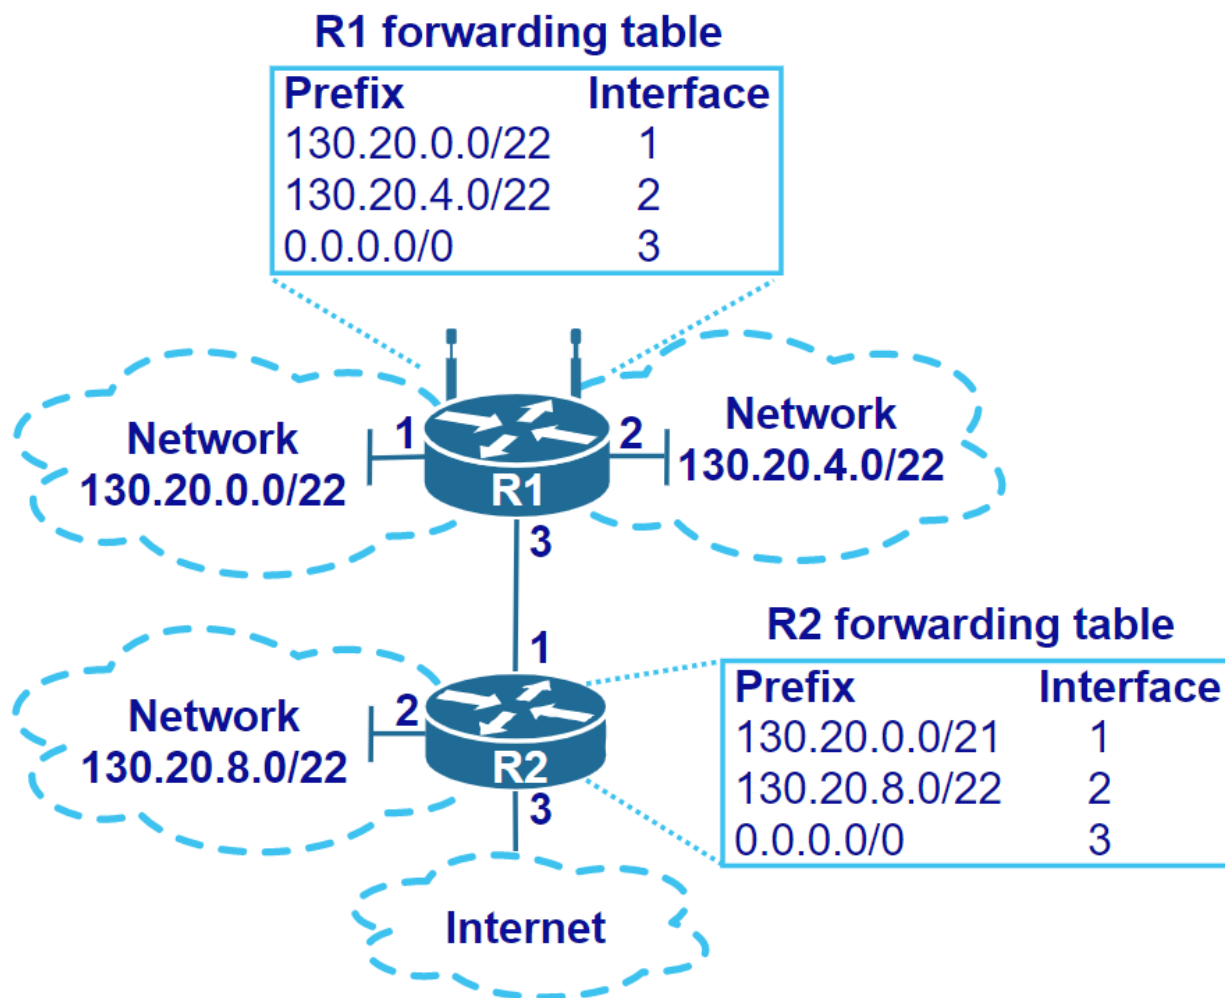 R1 forwarding table
Prefix Interface
130.20.0.0/22 1
130.20.4.0/22 2
0.0.0.0/0 3
Network
130.20.0.0/22
1
R1
2
Network
130.20.4.0/22
3
R2 forwarding table
Prefix Interface
130.20.0.0/21 1
130.20.8.0/22 2
0.0.0.0/0 3
1
Network
130.20.8.0/22
2
R2
3
Internet